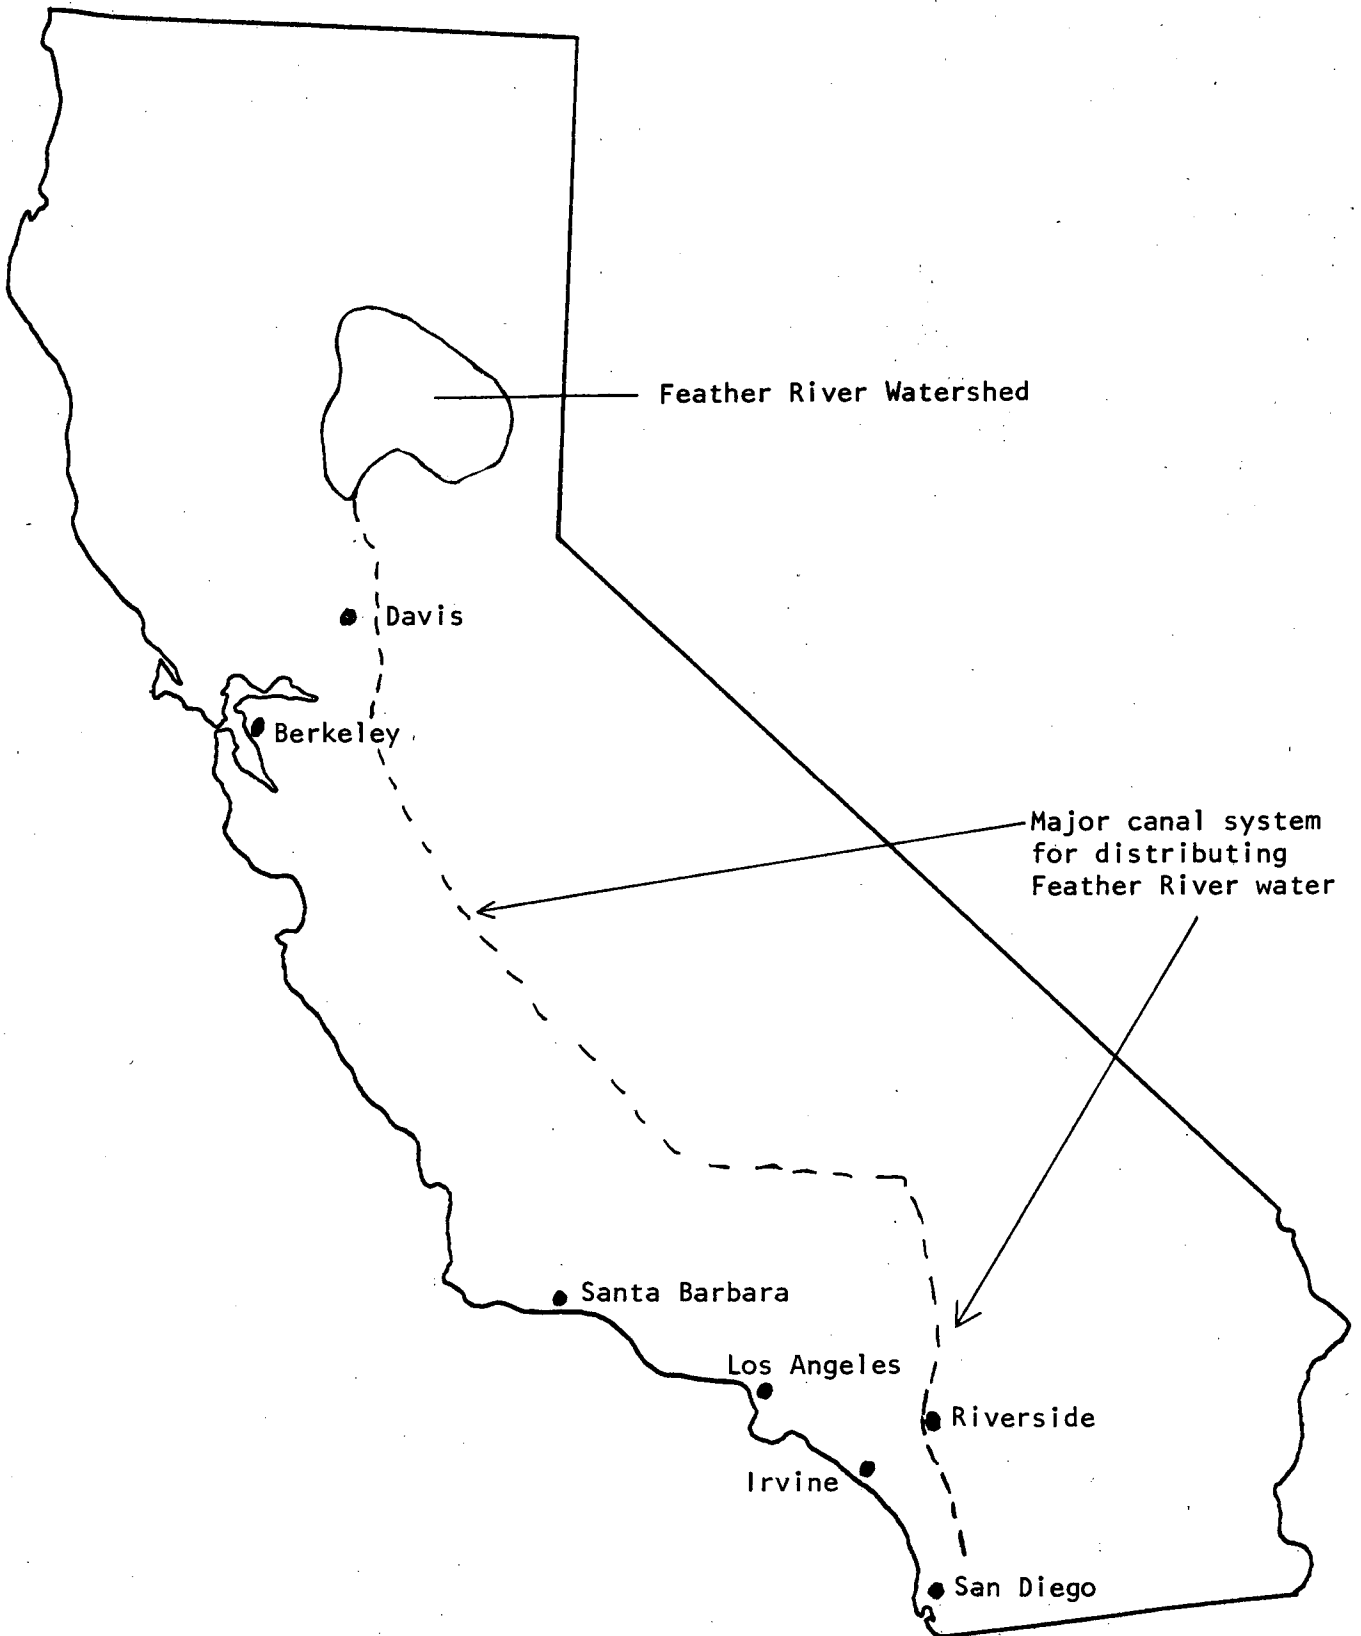 Feather River Watershed
Davis
Berkeley
Major canal system
for distributing
Feather River water
Santa Barbara
Los Angeles
Riverside
Irvine
San Diego